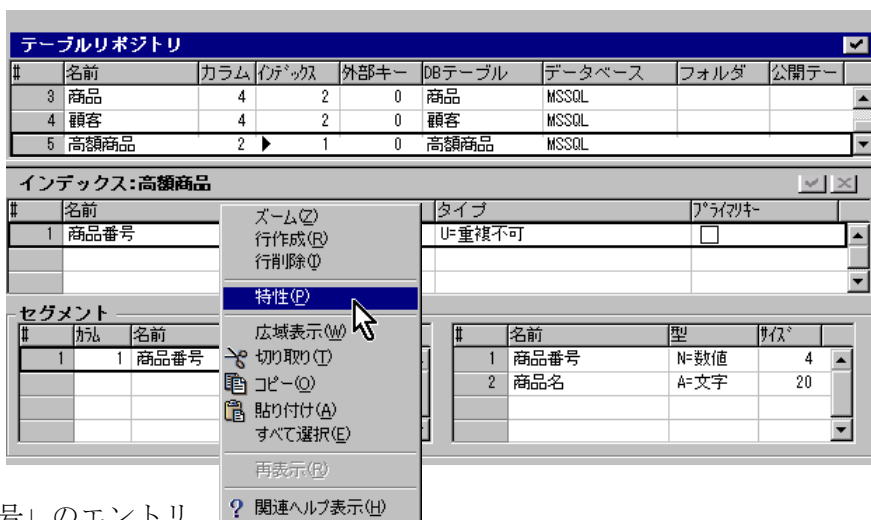 テーブルリポジトリ
# 名前 カラム インデックス 外部キー DBテーブル データベース フォルダ 公開テー
3 商品 4 2 0 商品 MSSQL
4 顧客 4 2 0 顧客 MSSQL
5 高額商品 2 1 0 高額商品 MSSQL
インデックス:高額商品
# 名前 タイプ プライマリキー
1 商品番号 U=重複不可
ズーム(Z)
行作成(R)
行削除(I)
特性(P)
広域表示(W)
切り取り(T)
コピー(O)
貼り付け(A)
すべて選択(E)
再表示(R)
関連ヘルプ表示(H)
セグメント
# カラム 名前
1 1 商品番号
# 名前 型 サイズ
1 商品番号 N=数値 4
2 商品名 A=文字 20
号」のエントリ